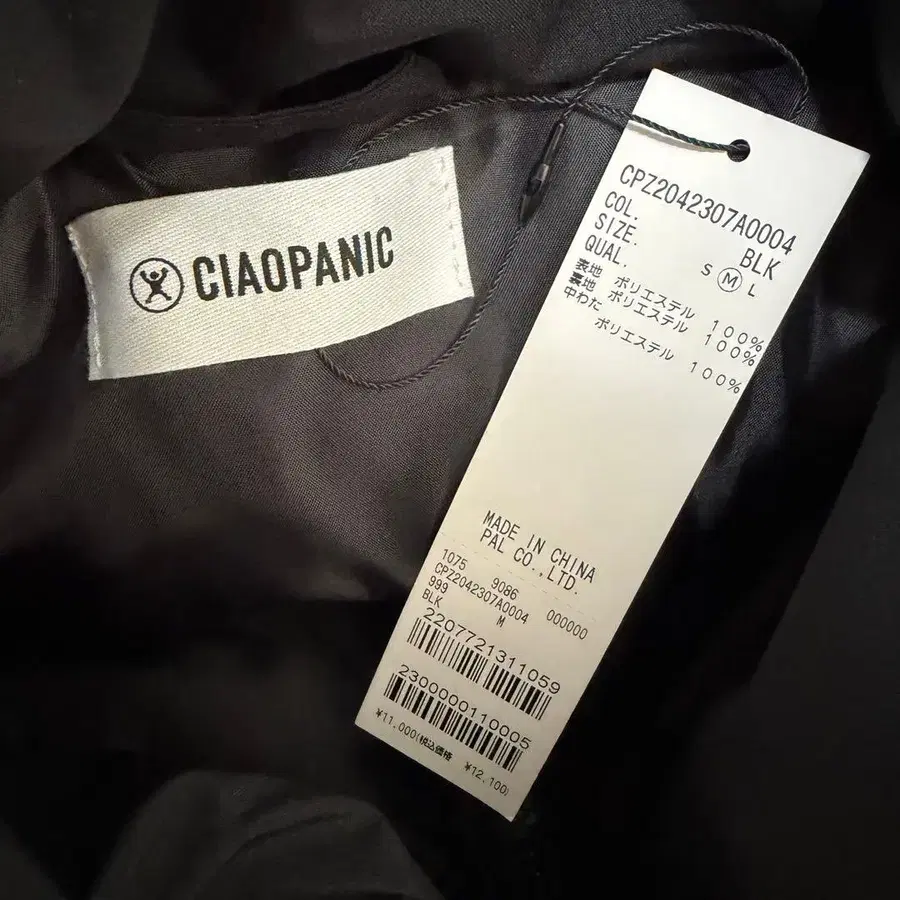 CIAOPANIC
CPZ2042307A0004
COL. BLK
SIZE. S M L
QUAL.
表地 ポリエステル 100%
裏地 ポリエステル 100%
中わた
ポリエステル 100%
MADE IN CHINA
PAL CO.,LTD.
1075 9086 000000
CPZ2042307A0004
999 M
BLK
2207721311059
2300000110005
¥11,000(税込価格 ¥12,100)